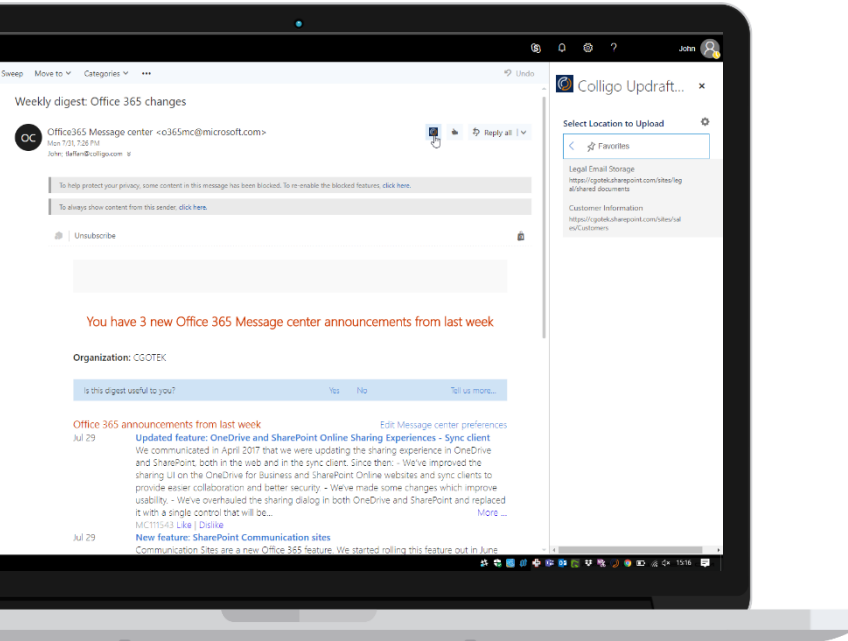 John
Sweep Move to Categories ••• Undo
Colligo Updraft... ×
Weekly digest: Office 365 changes
OC
Office365 Message center <o365mc@microsoft.com>
Mon 7/31, 7:26 PM
Reply all
To help protect your privacy, some content in this message has been blocked. To re-enable the blocked features, click here.
To always show content from this sender, click here.
Unsubscribe
You have 3 new Office 365 Message center announcements from last week
Organization: CGOTEK
Is this digest useful to you? Yes No Tell us more...
Office 365 announcements from last week Edit Message center preferences
Jul 29 Updated feature: OneDrive and SharePoint Online Sharing Experiences - Sync client
We communicated in April 2017 that we were updating the sharing experience in OneDrive
and SharePoint, both in the web and in the sync client. Since then: - We've improved the
sharing UI on the OneDrive for Business and SharePoint Online websites and sync clients to
provide easier collaboration and better security. - We've made some changes which improve
usability. - We've overhauled the sharing dialog in both OneDrive and SharePoint and replaced
it with a single control that will be... More ...
MC111543 Like | Dislike
Jul 29 New feature: SharePoint Communication sites
Communication Sites are a new Office 365 feature. We started rolling this feature out in June
Select Location to Upload
Favorites
Legal Email Storage
https://cgotek.sharepoint.com/sites/leg
al/shared documents
Customer Information
https://cgotek.sharepoint.com/sites/sal
es/Customers
15:16